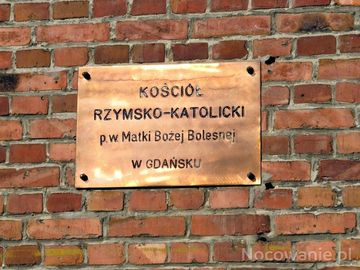 KOŚCIÓŁ
RZYMSKO-KATOLICKI
p.w. Matki Bożej Bolesnej
W GDAŃSKU
Nocowanie.pl